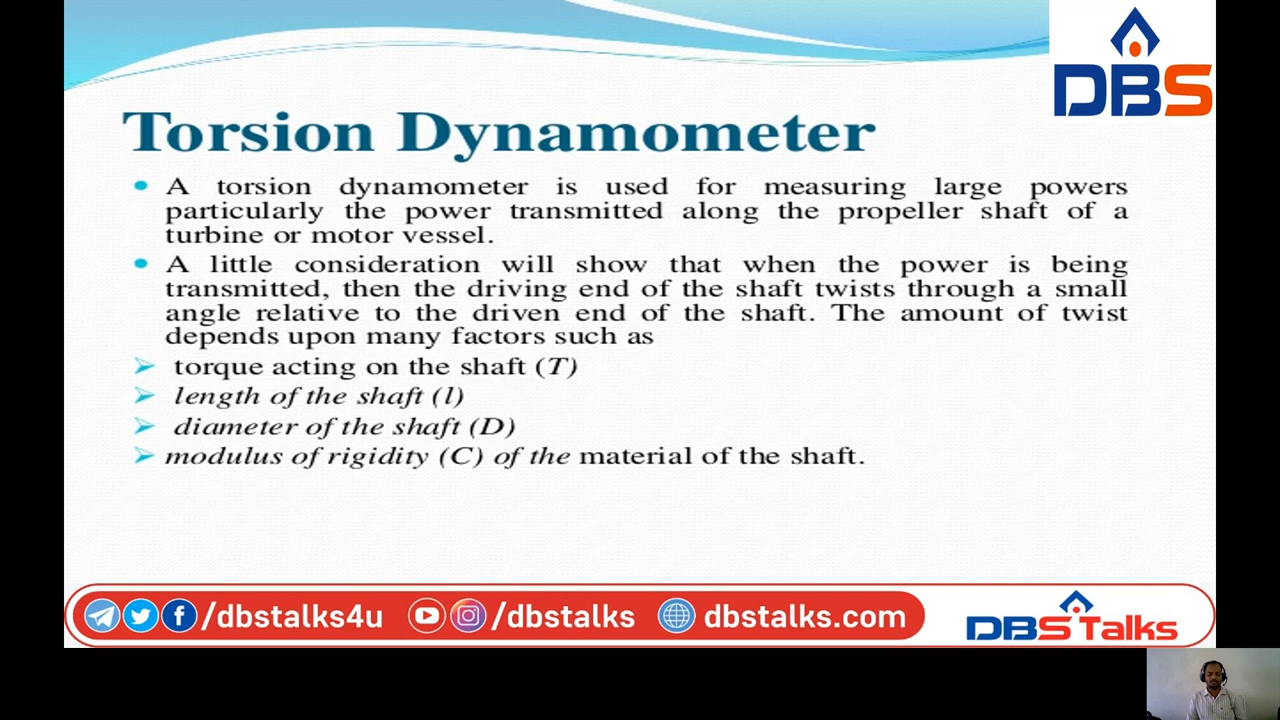 DBS
Torsion Dynamometer
• A torsion dynamometer is used for measuring large powers
particularly the power transmitted along the propeller shaft of a
turbine or motor vessel.
• A little consideration will show that when the power is being
transmitted, then the driving end of the shaft twists through a small
angle relative to the driven end of the shaft. The amount of twist
depends upon many factors such as
➢ torque acting on the shaft (T)
➢ length of the shaft (l)
➢ diameter of the shaft (D)
➢ modulus of rigidity (C) of the material of the shaft.
/dbstalks4u /dbstalks dbstalks.com
DBS Talks